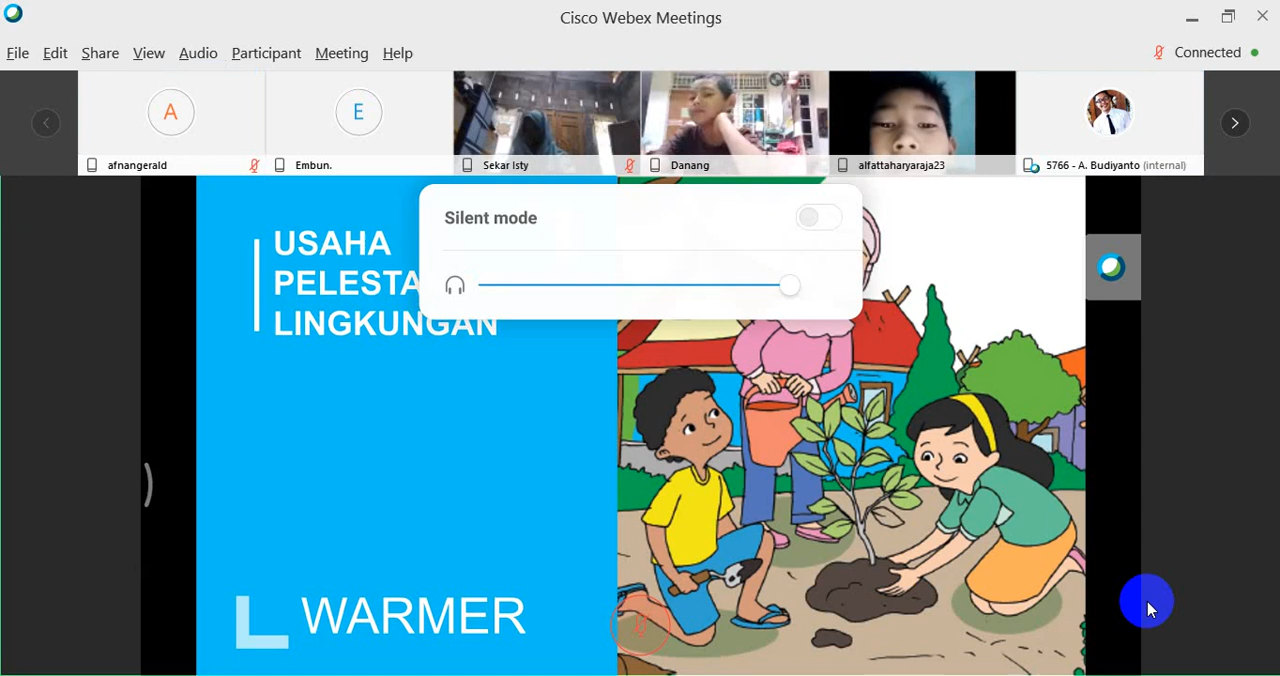 Cisco Webex Meetings
File Edit Share View Audio Participant Meeting Help
Connected
A
E
afnangerald
Embun.
Sekar Isty
Danang
alfattaharyaraja23
5766 - A. Budiyanto (internal)
Silent mode
USAHA
PELESTA
LINGKUNGAN
WARMER